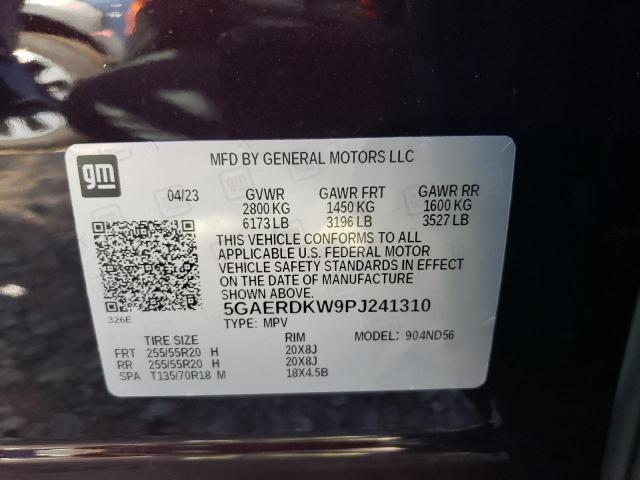 gm
MFD BY GENERAL MOTORS LLC
04/23 GVWR GAWR FRT GAWR RR
2800 KG 1450 KG 1600 KG
6173 LB 3196 LB 3527 LB
THIS VEHICLE CONFORMS TO ALL
APPLICABLE U.S. FEDERAL MOTOR
VEHICLE SAFETY STANDARDS IN EFFECT
ON THE DATE OF MANUFACTURE
SHOWN ABOVE.
326E
5GAERDKW9PJ241310
TYPE: MPV
TIRE SIZE RIM MODEL: 904ND56
FRT 255/55R20 H 20X8J
RR 255/55R20 H 20X8J
SPA T135/70R18 M 18X4.5B